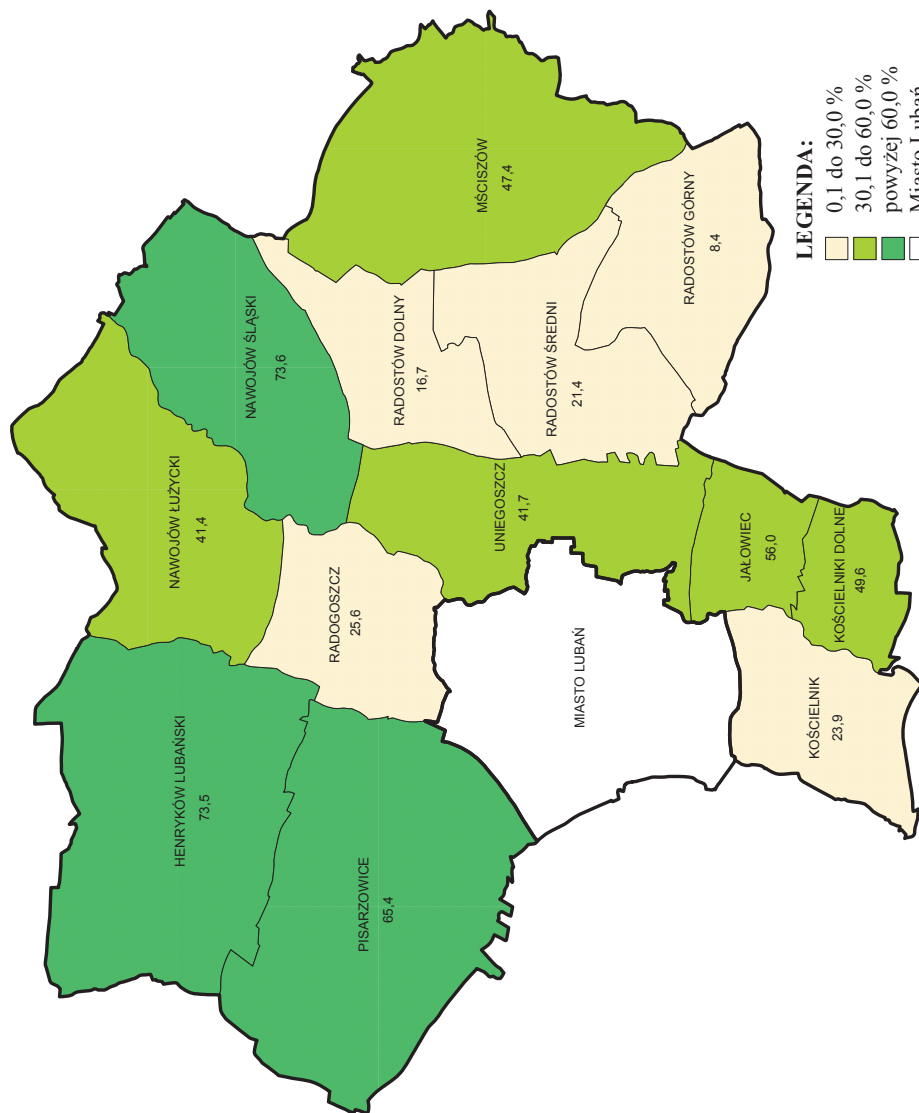 HENRYKÓW LUBAŃSKI
73,5
NAWOJÓW ŁUŻYCKI
41,4
NAWOJÓW ŚLĄSKI
73,6
RADOGOSZCZ
25,6
PISARZOWICE
65,4
RADOSTÓW DOLNY
16,7
MŚCISZÓW
47,4
UNIEGOSZCZ
41,7
RADOSTÓW ŚREDNI
21,4
MIASTO LUBAŃ
RADOSTÓW GÓRNY
8,4
JAŁOWIEC
56,0
KOŚCIELNIK
23,9
KOŚCIELNIKI DOLNE
49,6
LEGENDA:
0,1 do 30,0 %
30,1 do 60,0 %
powyżej 60,0 %
Miasto Lubań